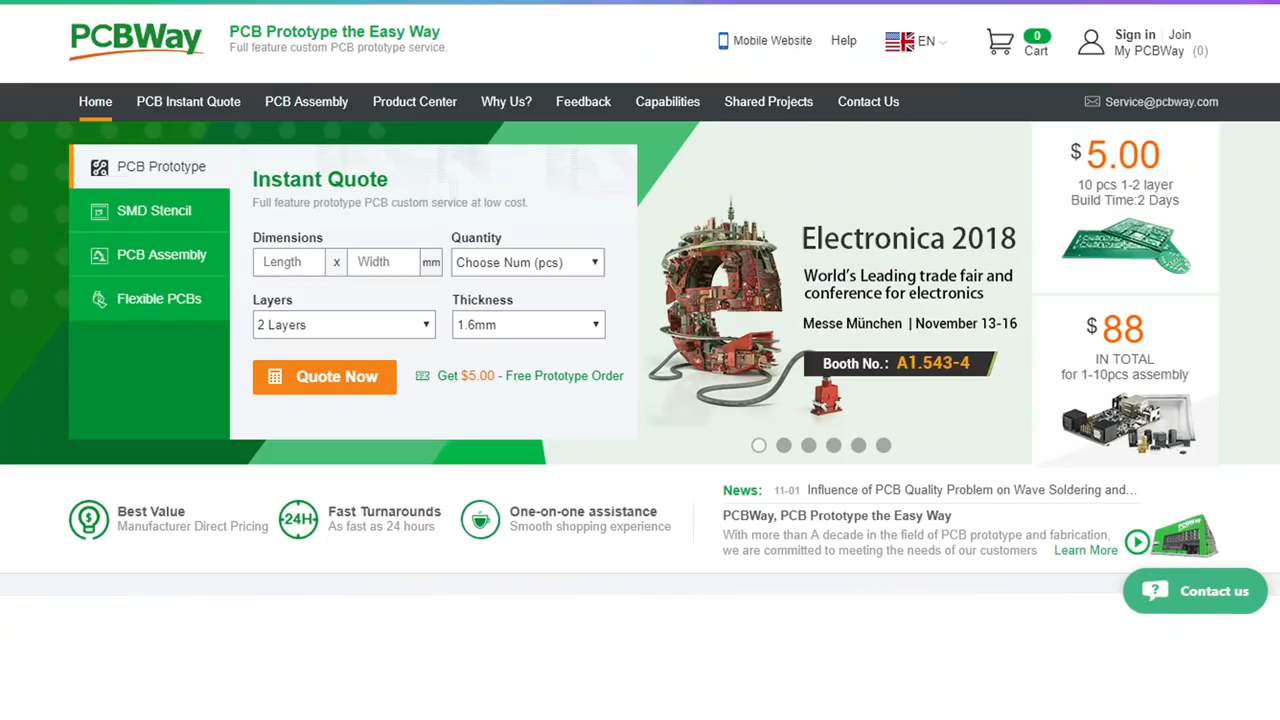 PCBWay
PCB Prototype the Easy Way
Full feature custom PCB prototype service.
Mobile Website
Help
EN
0
Cart
Sign in | Join
My PCBWay (0)
Home
PCB Instant Quote
PCB Assembly
Product Center
Why Us?
Feedback
Capabilities
Shared Projects
Contact Us
Service@pcbway.com
PCB Prototype
SMD Stencil
PCB Assembly
Flexible PCBs
Instant Quote
Full feature prototype PCB custom service at low cost.
Dimensions
Length x Width mm
Quantity
Choose Num (pcs)
Layers
2 Layers
Thickness
1.6mm
Quote Now
Get $5.00 - Free Prototype Order
Electronica 2018
World's Leading trade fair and
conference for electronics
Messe München | November 13-16
Booth No.: A1.543-4
$5.00
10 pcs 1-2 layer
Build Time:2 Days
$88
IN TOTAL
for 1-10pcs assembly
Best Value
Manufacturer Direct Pricing
24H
Fast Turnarounds
As fast as 24 hours
One-on-one assistance
Smooth shopping experience
News: 11-01 Influence of PCB Quality Problem on Wave Soldering and...
PCBWay, PCB Prototype the Easy Way
With more than A decade in the field of PCB prototype and fabrication,
we are committed to meeting the needs of our customers Learn More
Contact us